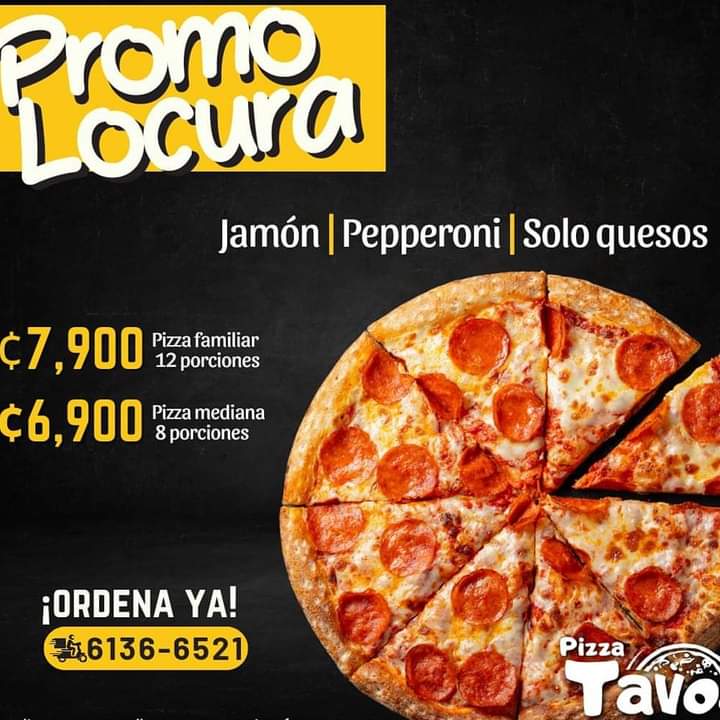 Promo
Locura
Jamón | Pepperoni | Solo quesos
₡7,900 Pizza familiar
12 porciones
₡6,900 Pizza mediana
8 porciones
¡ORDENA YA!
6136-6521
Pizza
Tavo